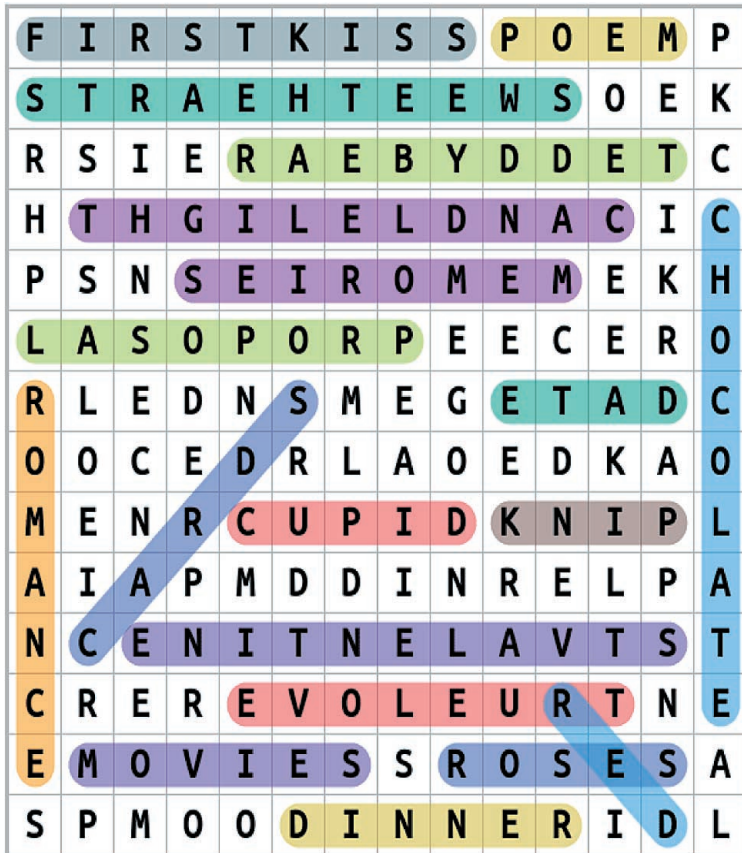 F I R S T K I S S P O E M P
S T R A E H T E E W S O E K
R S I E R A E B Y D D E T C
H T H G I L E L D N A C I C
P S N S E I R O M E M E K H
L A S O P O R P E E C E R O
R L E D N S M E G E T A D C
O O C E D R L A O E D K A O
M E N R C U P I D K N I P L
A I A P M D D I N R E L P A
N C E N I T N E L A V T S T
C R E R E V O L E U R T N E
E M O V I E S S R O S E S A
S P M O O D I N N E R I D L